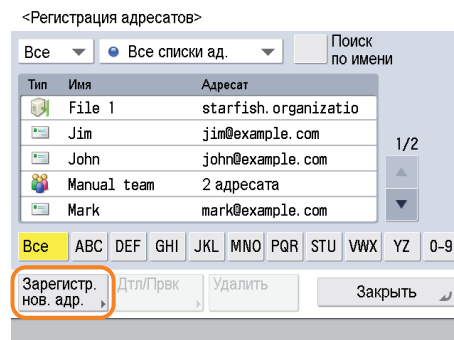 <Регистрация адресатов>
Все Все списки ад. Поиск по имени
Тип Имя Адресат
File 1 starfish.organizatio
Jim jim@example.com
John john@example.com
Manual team 2 адресата
Mark mark@example.com
1/2
Все ABC DEF GHI JKL MNO PQR STU VWX YZ 0-9
Зарегистр.
нов. адр.
Дтл/Првк
Удалить
Закрыть